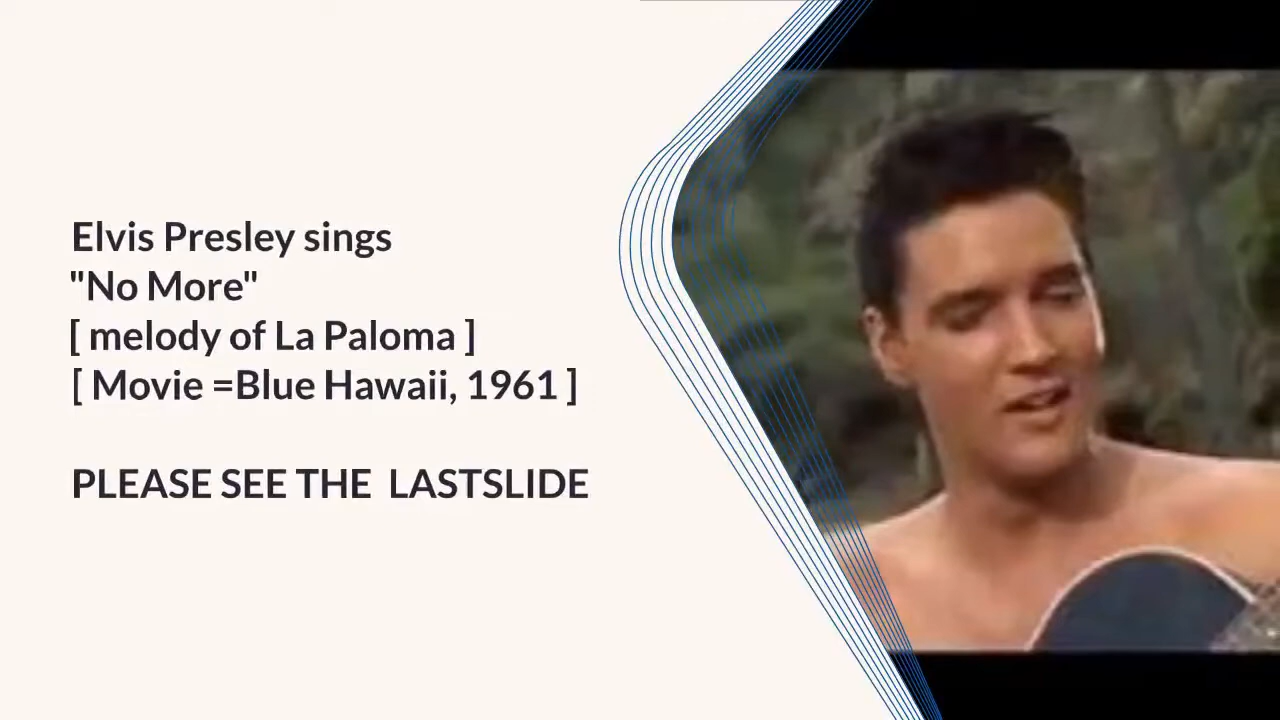 Elvis Presley sings
"No More"
[ melody of La Paloma ]
[ Movie =Blue Hawaii, 1961 ]
PLEASE SEE THE  LASTSLIDE